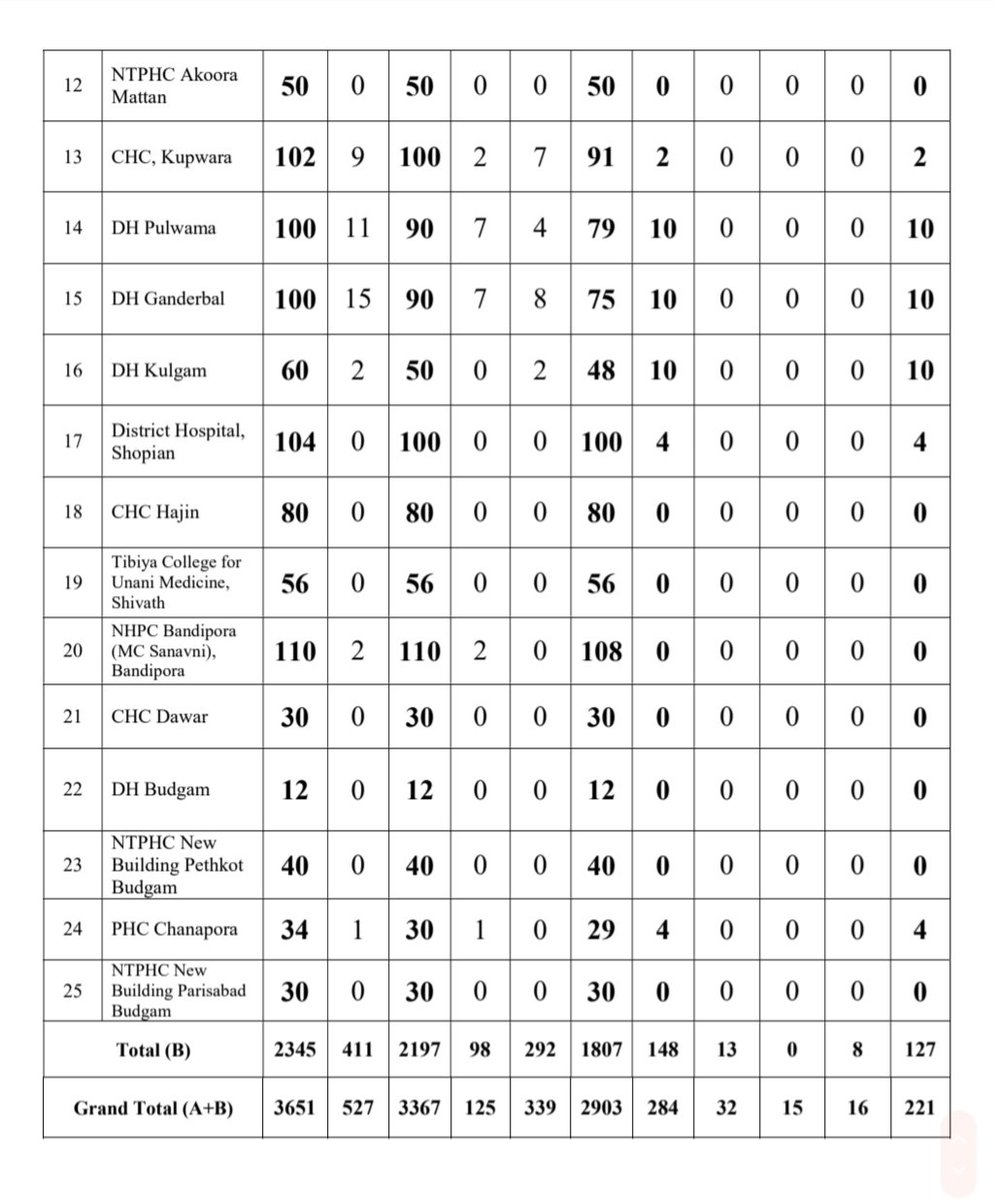 12 NTPHC Akoora Mattan 50 0 50 0 0 50 0 0 0 0 0
13 CHC, Kupwara 102 9 100 2 7 91 2 0 0 0 2
14 DH Pulwama 100 11 90 7 4 79 10 0 0 0 10
15 DH Ganderbal 100 15 90 7 8 75 10 0 0 0 10
16 DH Kulgam 60 2 50 0 2 48 10 0 0 0 10
17 District Hospital, Shopian 104 0 100 0 0 100 4 0 0 0 4
18 CHC Hajin 80 0 80 0 0 80 0 0 0 0 0
19 Tibiya College for Unani Medicine, Shivath 56 0 56 0 0 56 0 0 0 0 0
20 NHPC Bandipora (MC Sanavni), Bandipora 110 2 110 2 0 108 0 0 0 0 0
21 CHC Dawar 30 0 30 0 0 30 0 0 0 0 0
22 DH Budgam 12 0 12 0 0 12 0 0 0 0 0
23 NTPHC New Building Pethkot Budgam 40 0 40 0 0 40 0 0 0 0 0
24 PHC Chanapora 34 1 30 1 0 29 4 0 0 0 4
25 NTPHC New Building Parisabad Budgam 30 0 30 0 0 30 0 0 0 0 0
Total (B) 2345 411 2197 98 292 1807 148 13 0 8 127
Grand Total (A+B) 3651 527 3367 125 339 2903 284 32 15 16 221